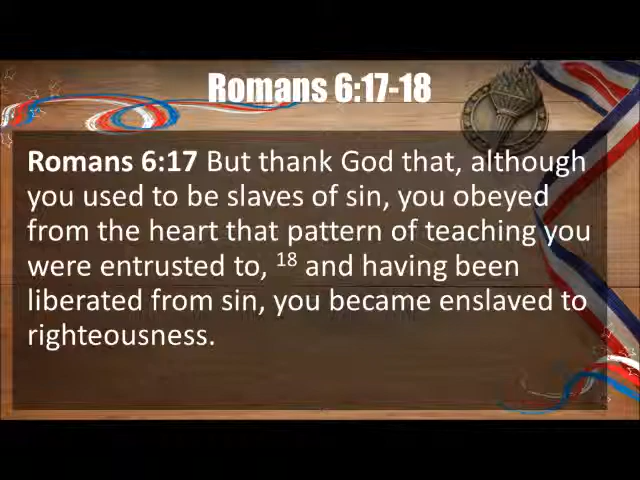 Romans 6:17-18
Romans 6:17 But thank God that, although
you used to be slaves of sin, you obeyed
from the heart that pattern of teaching you
were entrusted to, 18 and having been
liberated from sin, you became enslaved to
righteousness.